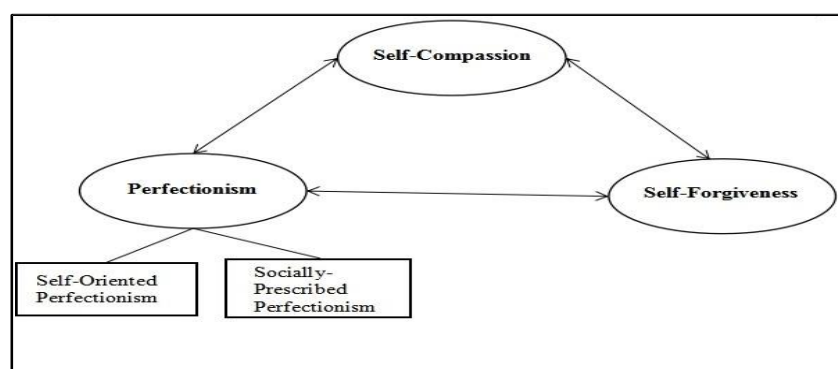 Self-Compassion
Perfectionism
Self-Forgiveness
Self-Oriented
Perfectionism
Socially-
Prescribed
Perfectionism